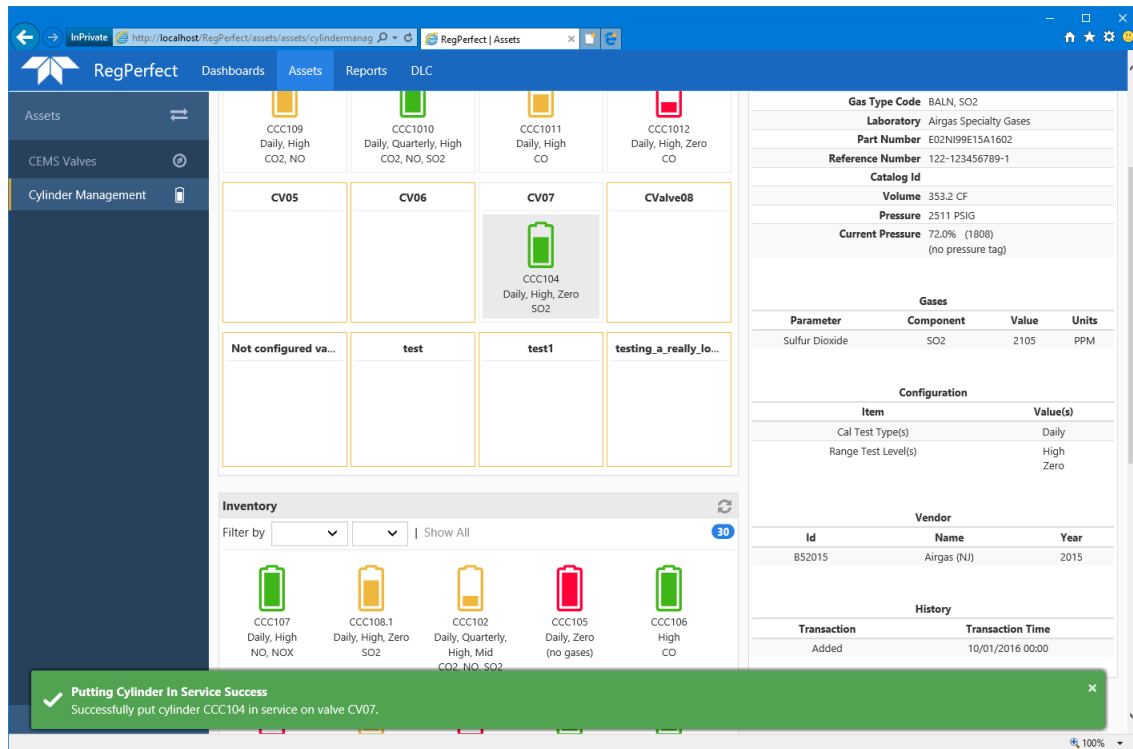 InPrivate http://localhost/RegPerfect/assets/assets/cylindermanag RegPerfect | Assets
RegPerfect Dashboards Assets Reports DLC
Assets
CEMS Valves
Cylinder Management
CCC109
Daily, High
CO2, NO
CCC1010
Daily, Quarterly, High
CO2, NO, SO2
CCC1011
Daily, High
CO
CCC1012
Daily, High, Zero
CO
CV05 CV06 CV07 CValve08
CCC104
Daily, High, Zero
SO2
Not configured va... test test1 testing_a_really_lo...
Inventory
Filter by | Show All 30
CCC107
Daily, High
NO, NOX
CCC108.1
Daily, High, Zero
SO2
CCC102
Daily, Quarterly,
High, Mid
CO2, NO, SO2
CCC105
Daily, Zero
(no gases)
CCC106
High
CO
Gas Type Code BALN, SO2
Laboratory Airgas Specialty Gases
Part Number E02NI99E15A1602
Reference Number 122-123456789-1
Catalog Id
Volume 353.2 CF
Pressure 2511 PSIG
Current Pressure 72.0% (1808)
(no pressure tag)
Gases
Parameter Component Value Units
Sulfur Dioxide SO2 2105 PPM
Configuration
Item Value(s)
Cal Test Type(s) Daily
Range Test Level(s) High
Zero
Vendor
Id Name Year
B52015 Airgas (NJ) 2015
History
Transaction Transaction Time
Added 10/01/2016 00:00
Putting Cylinder In Service Success
Successfully put cylinder CCC104 in service on valve CV07.
100%